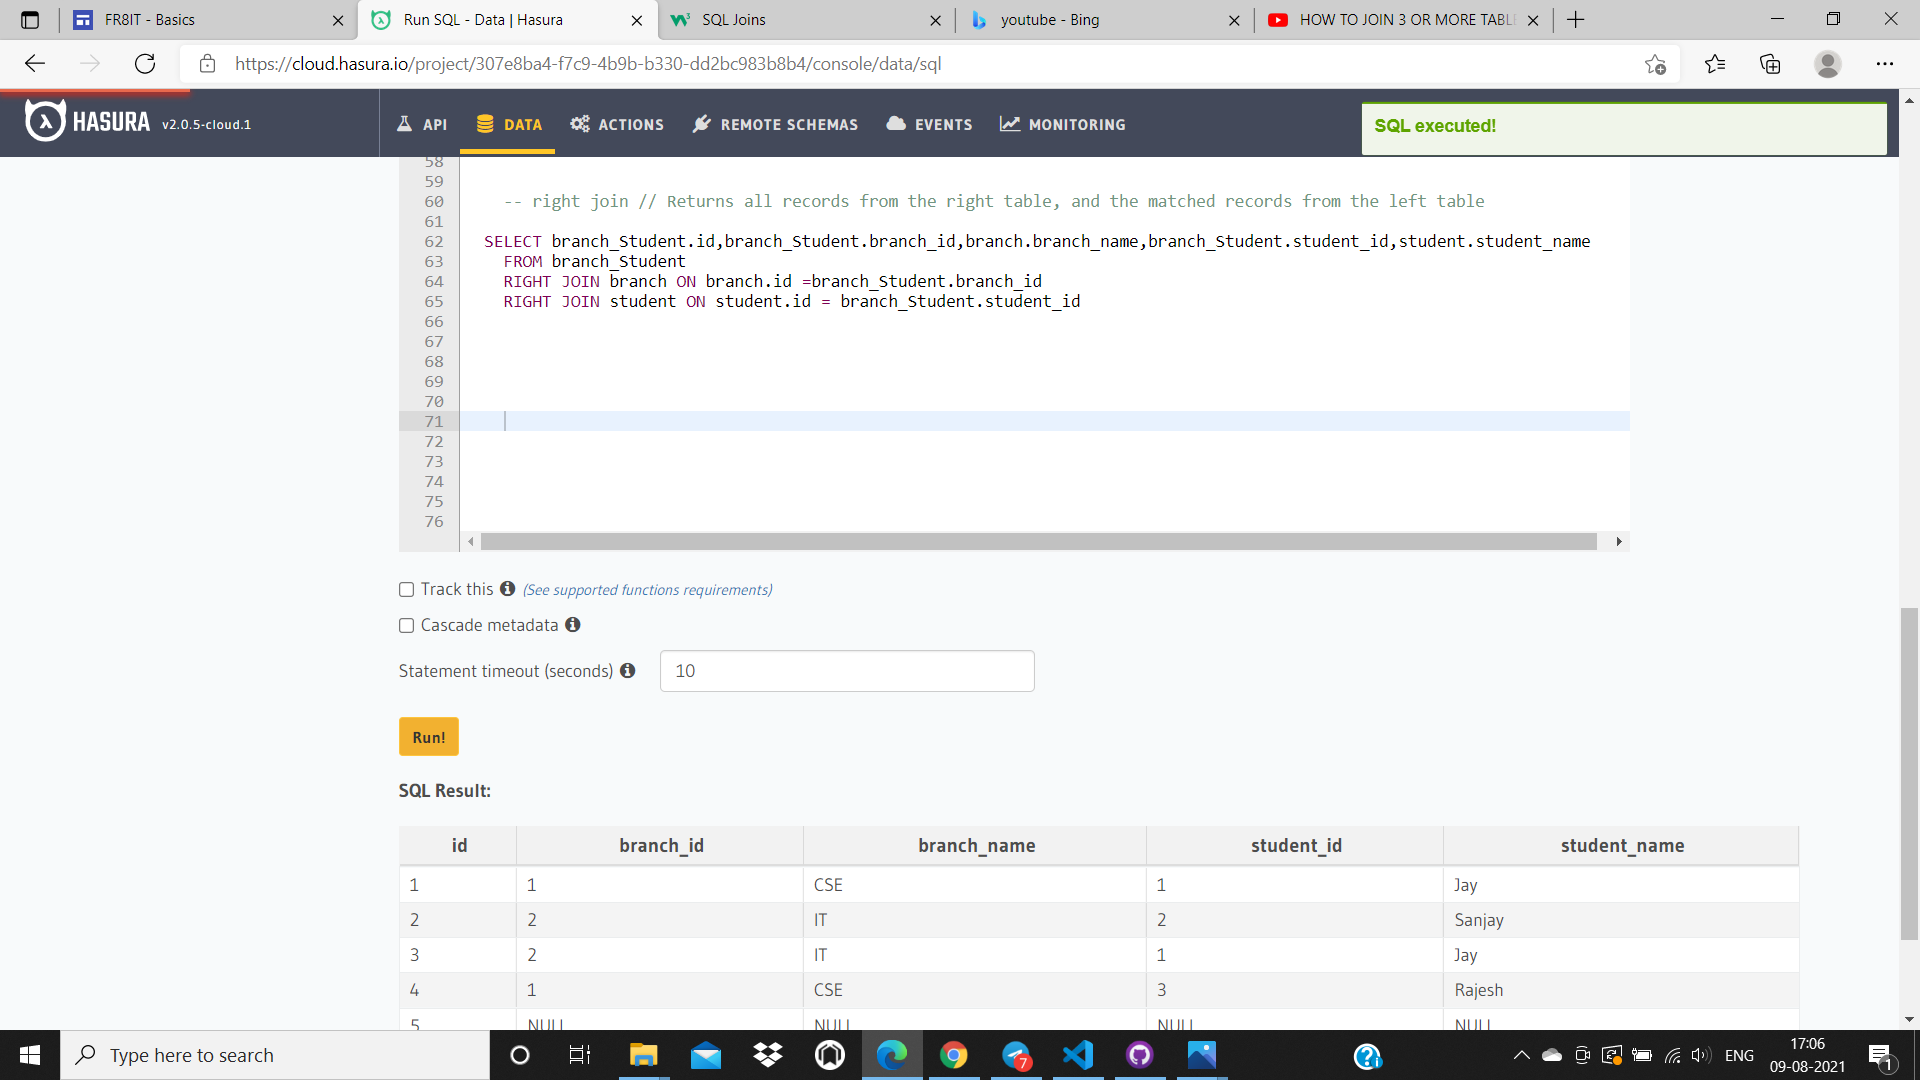 FR8IT - Basics
Run SQL - Data | Hasura
SQL Joins
youtube - Bing
HOW TO JOIN 3 OR MORE TABLE
https://cloud.hasura.io/project/307e8ba4-f7c9-4b9b-b330-dd2bc983b8b4/console/data/sql
HASURA v2.0.5-cloud.1
API
DATA
ACTIONS
REMOTE SCHEMAS
EVENTS
MONITORING
SQL executed!
58
59
60 -- right join // Returns all records from the right table, and the matched records from the left table
61
62 SELECT branch_Student.id,branch_Student.branch_id,branch.branch_name,branch_Student.student_id,student.student_name
63 FROM branch_Student
64 RIGHT JOIN branch ON branch.id =branch_Student.branch_id
65 RIGHT JOIN student ON student.id = branch_Student.student_id
66
67
68
69
70
71
72
73
74
75
76
Track this (See supported functions requirements)
Cascade metadata
Statement timeout (seconds) 10
Run!
SQL Result:
id branch_id branch_name student_id student_name
1 1 CSE 1 Jay
2 2 IT 2 Sanjay
3 2 IT 1 Jay
4 1 CSE 3 Rajesh
5 NULL NULL NULL NULL
Type here to search
7
ENG
17:06
09-08-2021
1